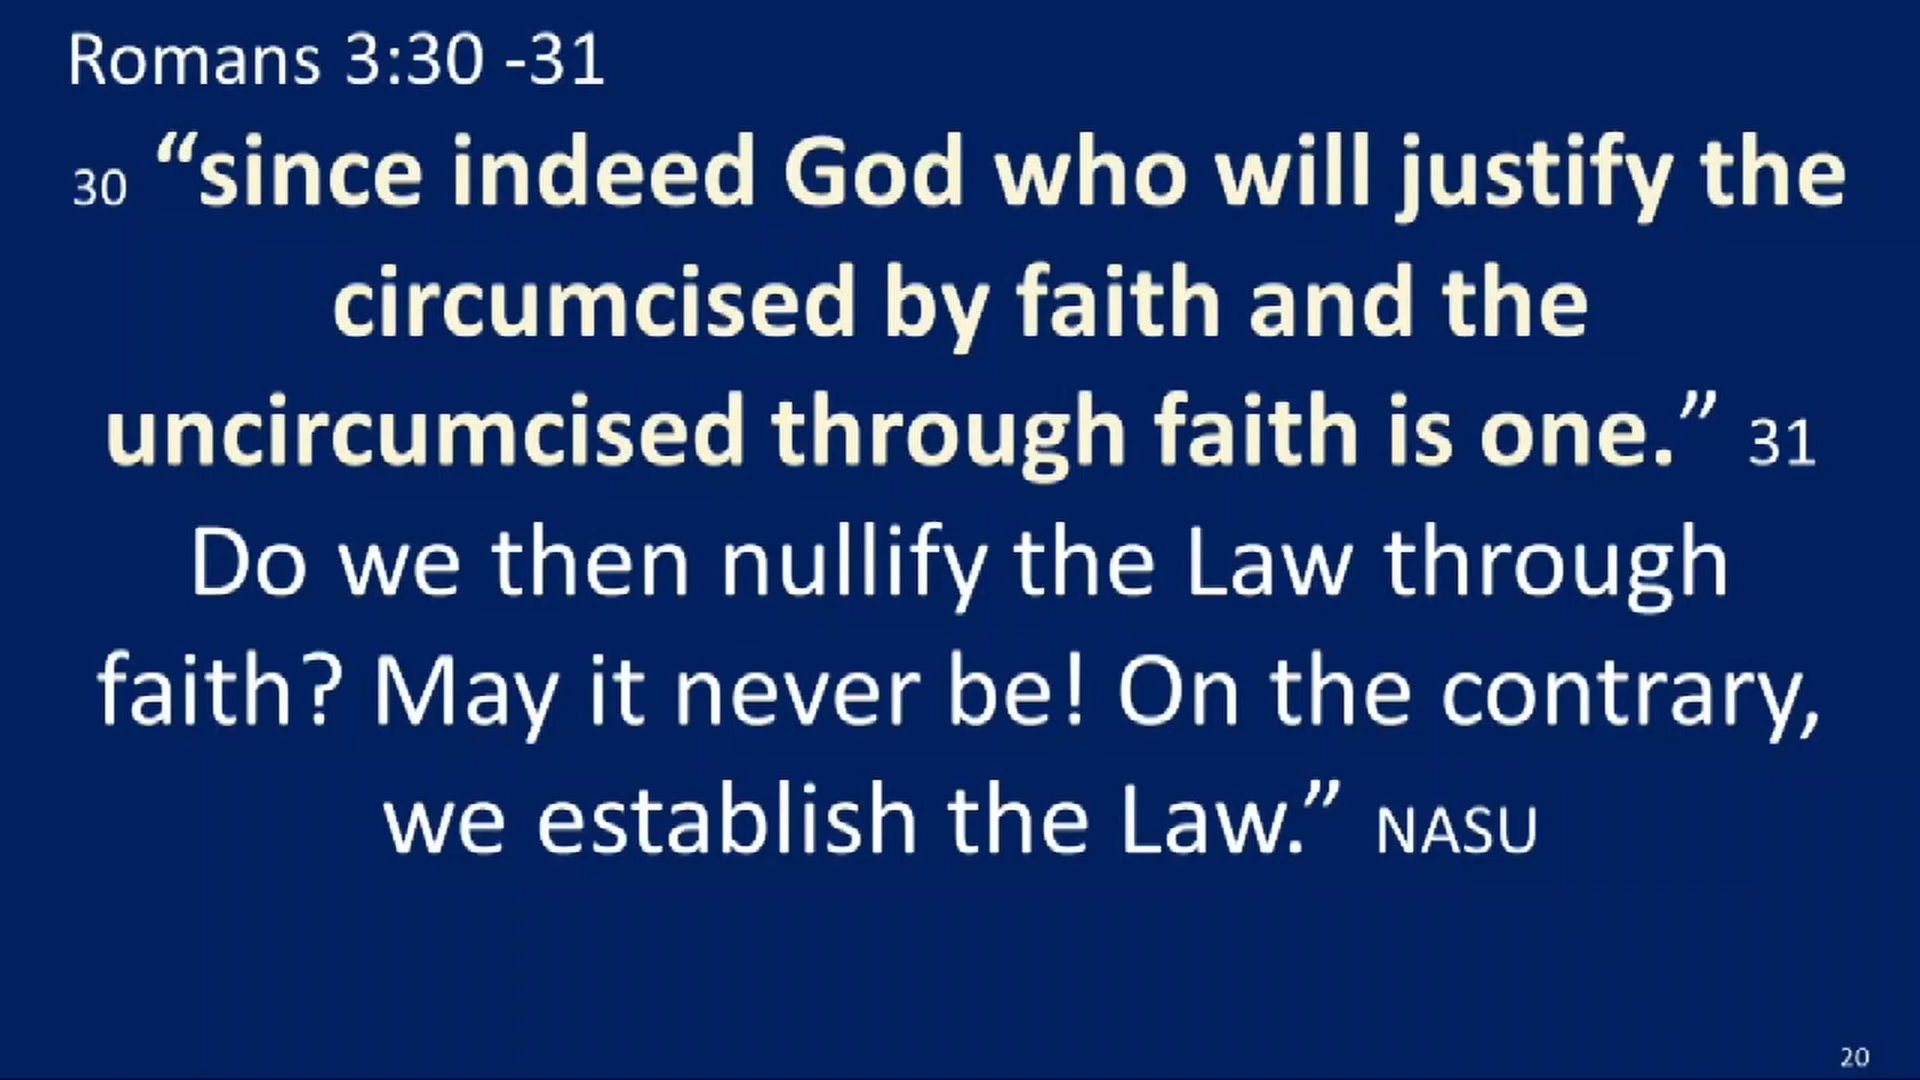 Romans 3:30 -31
30 “since indeed God who will justify the
circumcised by faith and the
uncircumcised through faith is one.” 31
Do we then nullify the Law through
faith? May it never be! On the contrary,
we establish the Law.” NASU
20